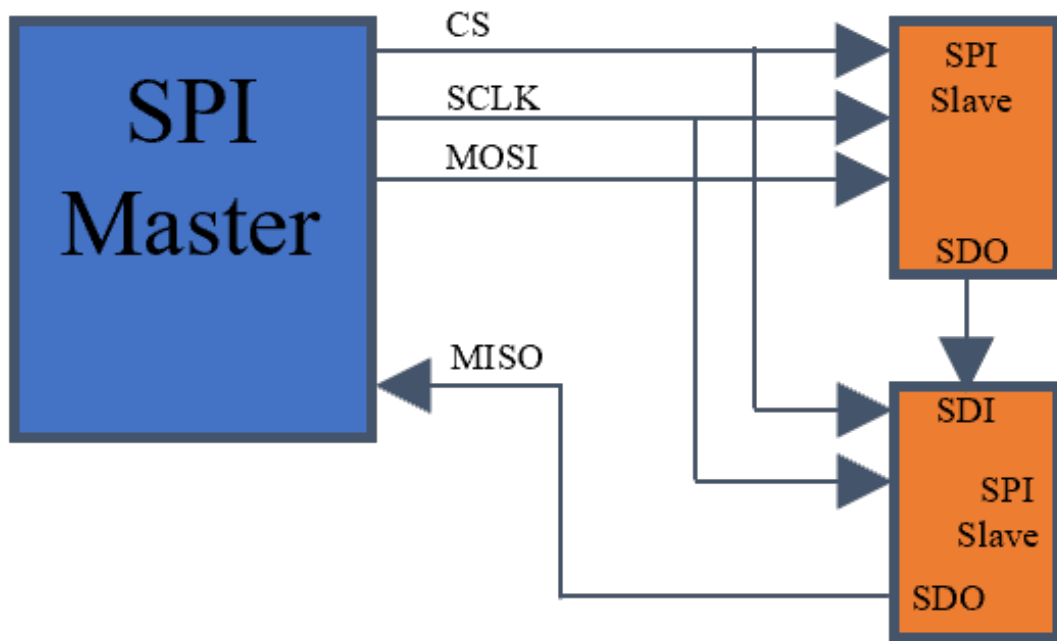 SPI
Master
CS
SCLK
MOSI
MISO
SPI
Slave
SDO
SDI
SPI
Slave
SDO